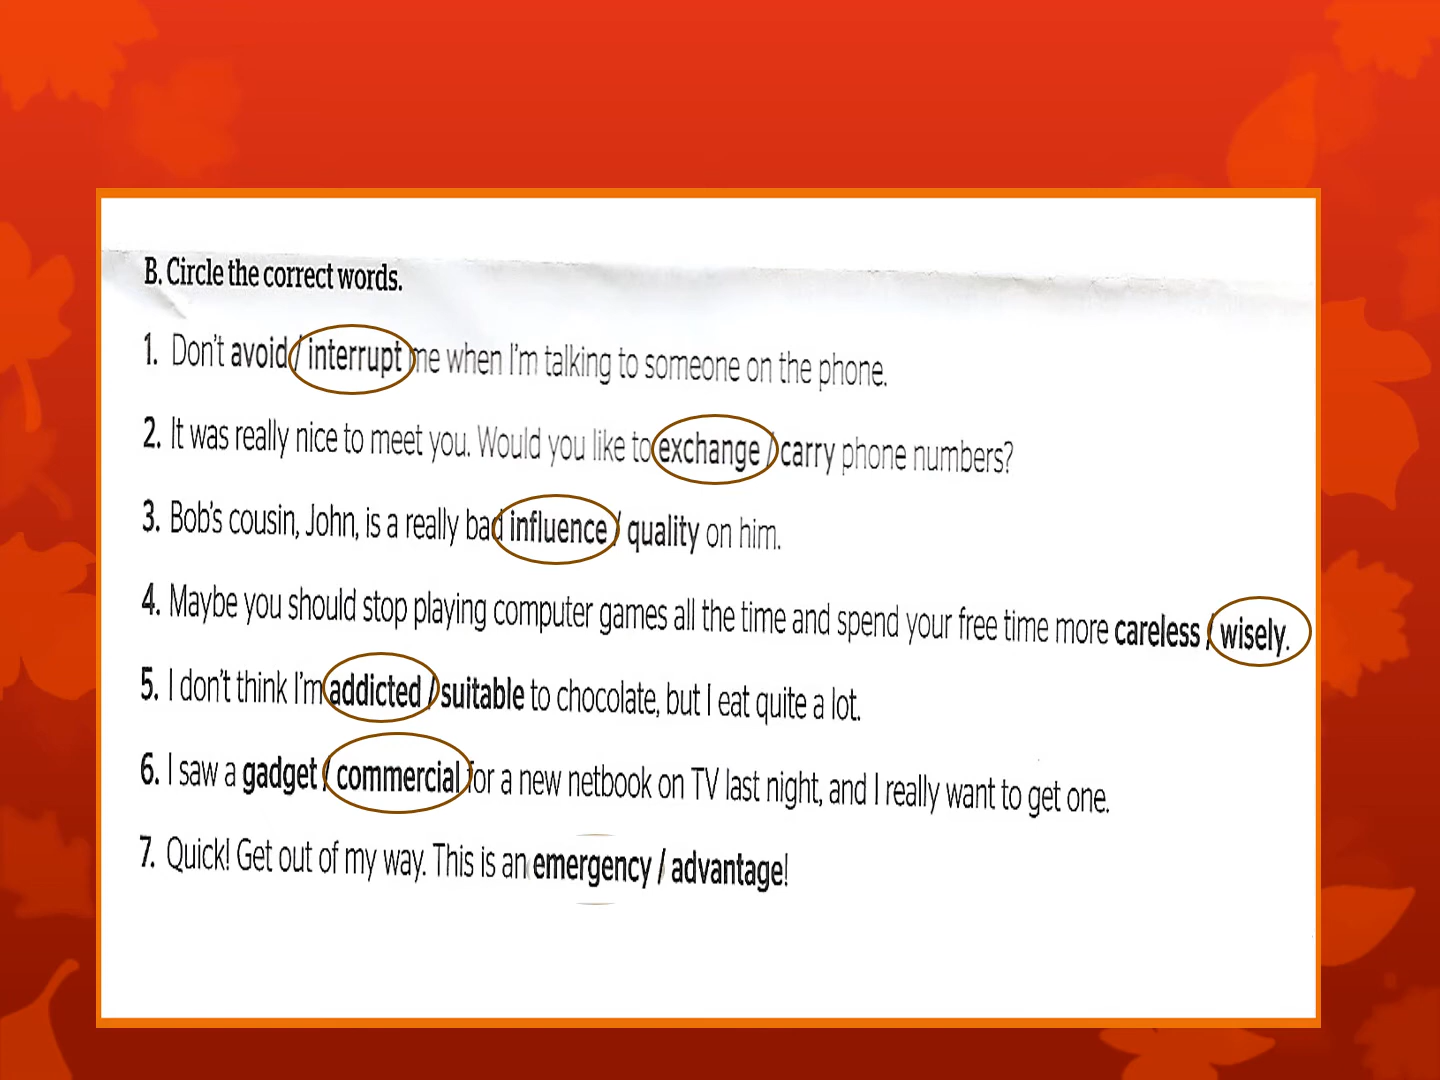 B. Circle the correct words.
1. Don't avoid / interrupt me when I'm talking to someone on the phone.
2. It was really nice to meet you. Would you like to exchange / carry phone numbers?
3. Bob's cousin, John, is a really bad influence / quality on him.
4. Maybe you should stop playing computer games all the time and spend your free time more careless / wisely.
5. I don't think I'm addicted / suitable to chocolate, but I eat quite a lot.
6. I saw a gadget / commercial for a new netbook on TV last night, and I really want to get one.
7. Quick! Get out of my way. This is an emergency / advantage!